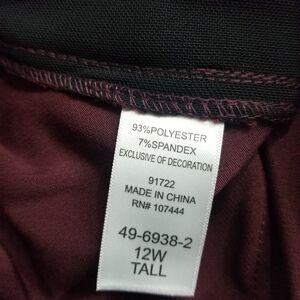 93%POLYESTER
7%SPANDEX
EXCLUSIVE OF DECORATION
91722
MADE IN CHINA
RN# 107444
49-6938-2
12W
TALL